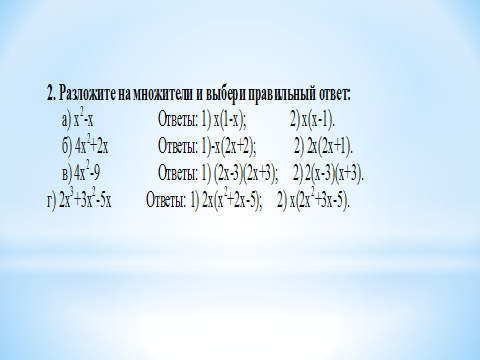 2. Разложите на множители и выбери правильный ответ:
а) x²-x Ответы: 1) x(1-x); 2) x(x-1).
б) 4x²+2x Ответы: 1)-x(2x+2); 2) 2x(2x+1).
в) 4x²-9 Ответы: 1) (2x-3)(2x+3); 2) 2(x-3)(x+3).
г) 2x³+3x²-5x Ответы: 1) 2x(x²+2x-5); 2) x(2x²+3x-5).